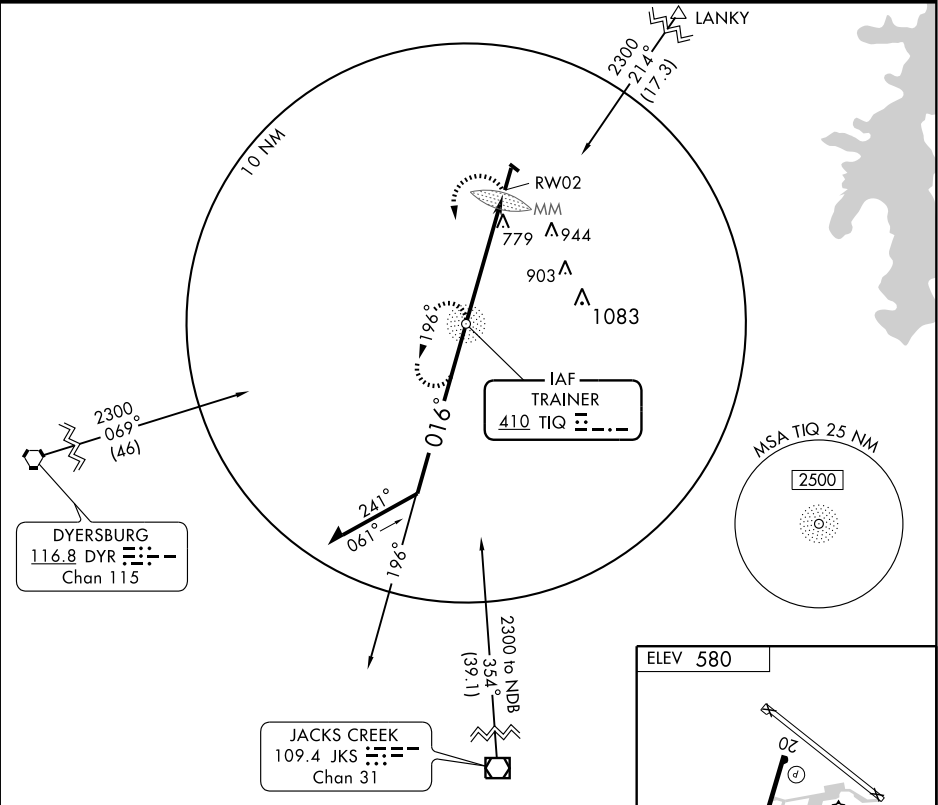 LANKY
2300
214°
(17.3)
10 NM
RW02
MM
779
944
903
1083
196°
IAF
TRAINER
410 TIQ
016°
2300
069°
(46)
MSA TIQ 25 NM
2500
DYERSBURG
116.8 DYR
Chan 115
241°
061°
196°
2300 to NDB
354°
(39.1)
JACKS CREEK
109.4 JKS
Chan 31
ELEV 580
20
P